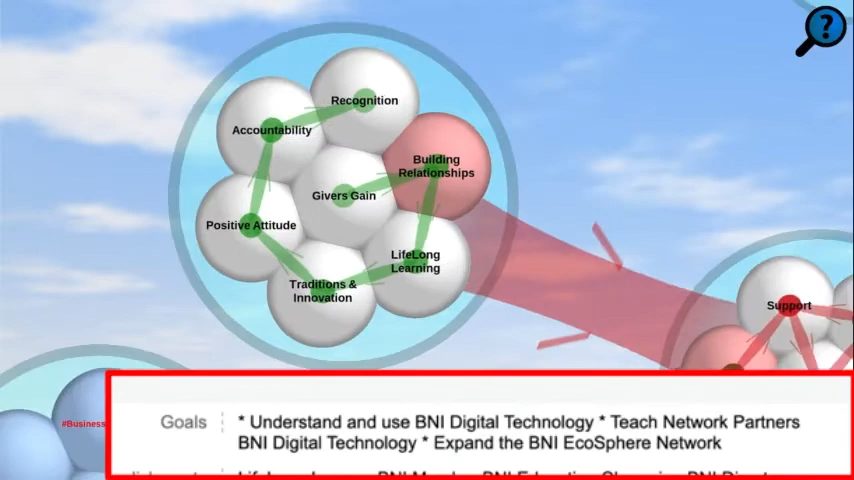 ?
Recognition
Accountability
Building
Relationships
Givers Gain
Positive Attitude
LifeLong
Learning
Traditions &
Innovation
Support
#Business
Goals
* Understand and use BNI Digital Technology * Teach Network Partners
BNI Digital Technology * Expand the BNI EcoSphere Network